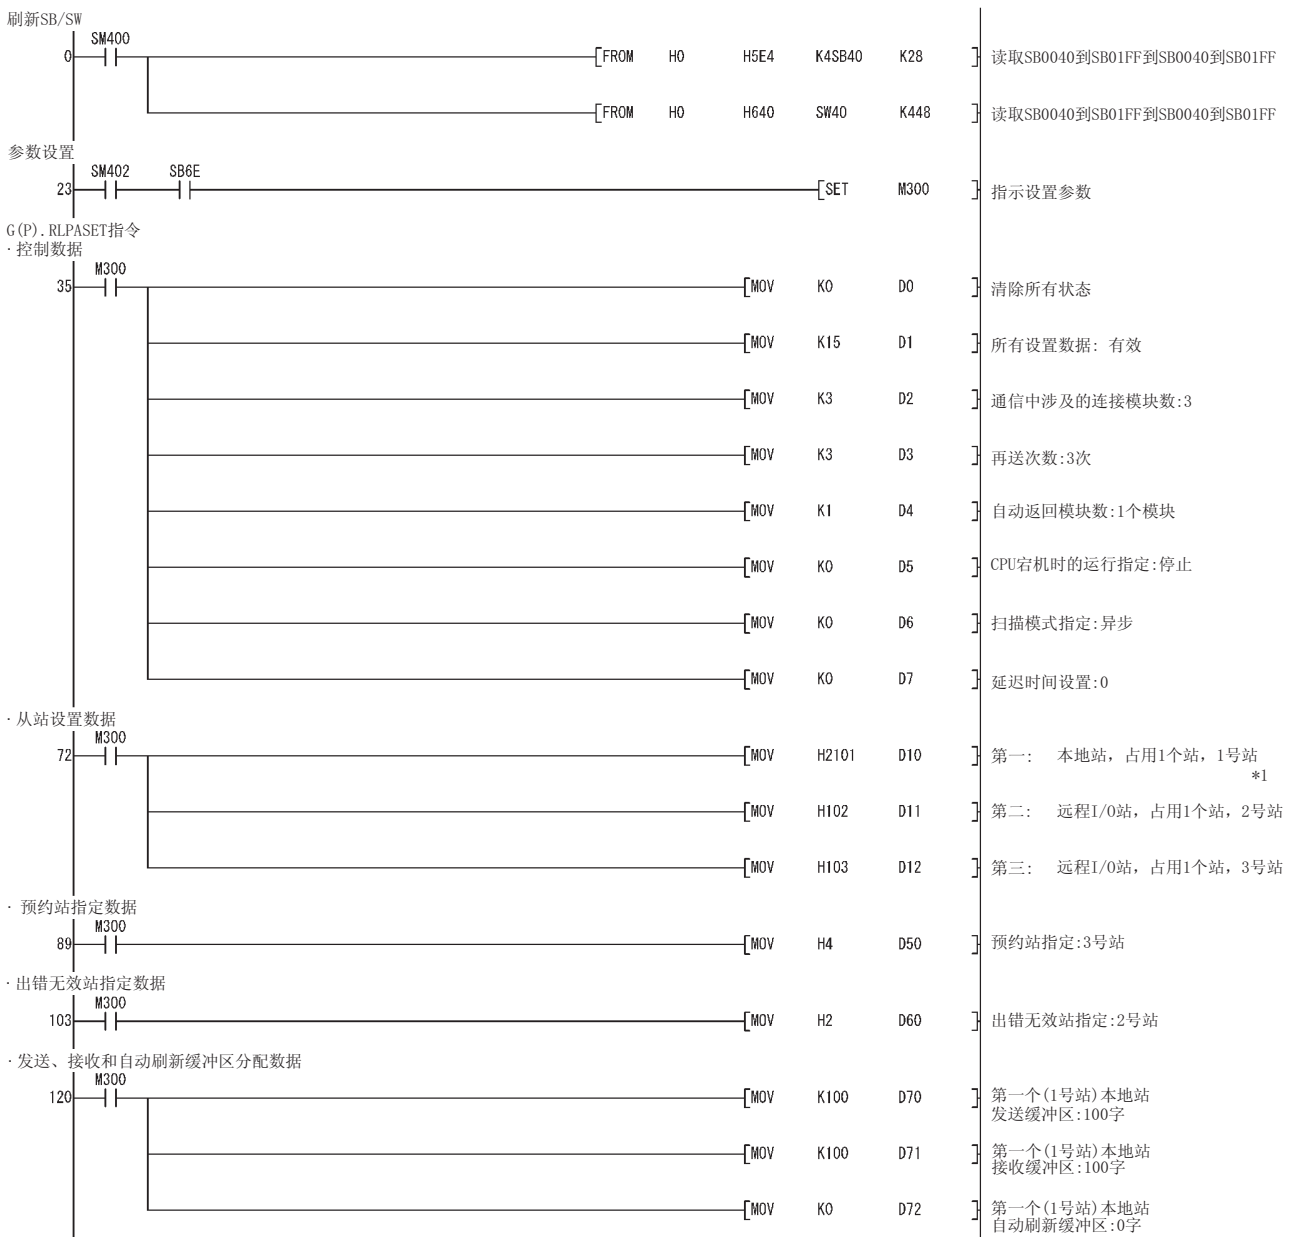 刷新SB/SW
SM400
0 FROM H0 H5E4 K4SB40 K28 读取SB0040到SB01FF到SB0040到SB01FF
FROM H0 H640 SW40 K448 读取SB0040到SB01FF到SB0040到SB01FF
参数设置
SM402 SB6E
23 SET M300 指示设置参数
G(P).RLPASET指令
·控制数据
M300
35 MOV K0 D0 清除所有状态
MOV K15 D1 所有设置数据: 有效
MOV K3 D2 通信中涉及的连接模块数:3
MOV K3 D3 再送次数:3次
MOV K1 D4 自动返回模块数:1个模块
MOV K0 D5 CPU宕机时的运行指定:停止
MOV K0 D6 扫描模式指定:异步
MOV K0 D7 延迟时间设置:0
·从站设置数据
M300
72 MOV H2101 D10 第一: 本地站，占用1个站，1号站
*1
MOV H102 D11 第二: 远程I/O站，占用1个站，2号站
MOV H103 D12 第三: 远程I/O站，占用1个站，3号站
· 预约站指定数据
M300
89 MOV H4 D50 预约站指定:3号站
·出错无效站指定数据
M300
103 MOV H2 D60 出错无效站指定:2号站
·发送、接收和自动刷新缓冲区分配数据
M300
120 MOV K100 D70 第一个(1号站)本地站
发送缓冲区:100字
MOV K100 D71 第一个(1号站)本地站
接收缓冲区:100字
MOV K0 D72 第一个(1号站)本地站
自动刷新缓冲区:0字